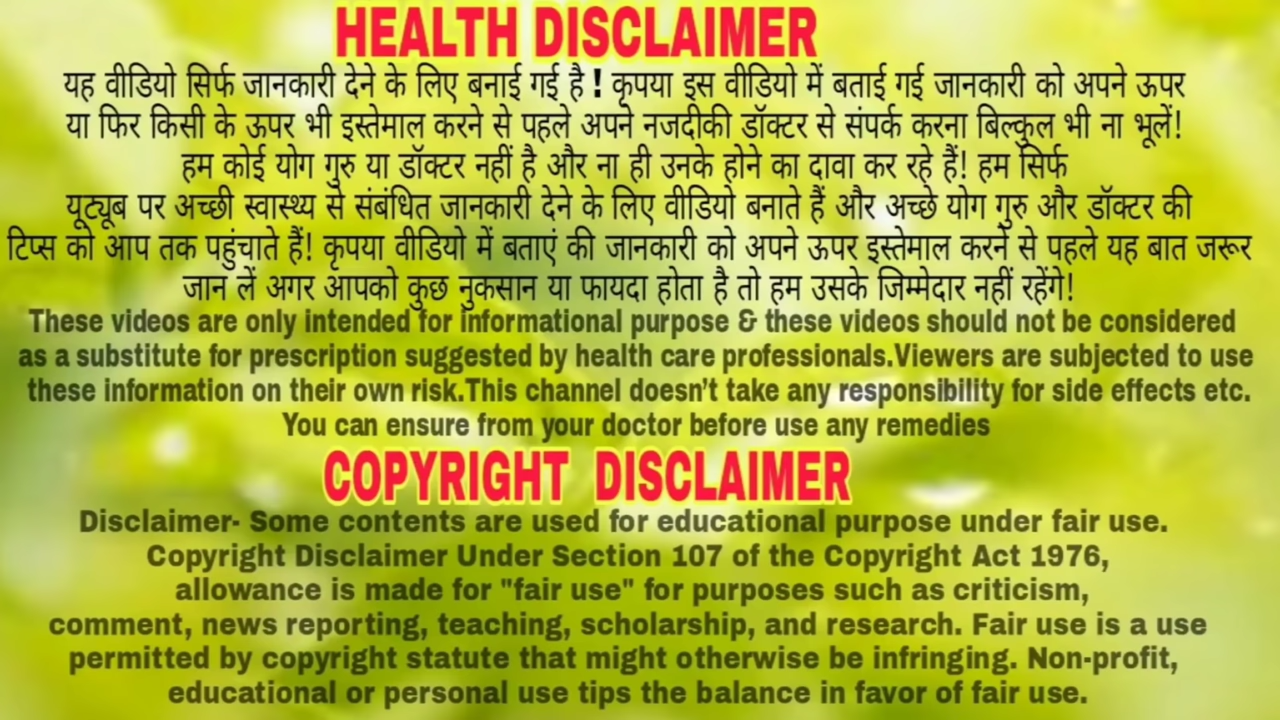 HEALTH DISCLAIMER
यह वीडियो सिर्फ जानकारी देने के लिए बनाई गई है ! कृपया इस वीडियो में बताई गई जानकारी को अपने ऊपर
या फिर किसी के ऊपर भी इस्तेमाल करने से पहले अपने नजदीकी डॉक्टर से संपर्क करना बिल्कुल भी ना भूलें!
हम कोई योग गुरु या डॉक्टर नहीं है और ना ही उनके होने का दावा कर रहे हैं! हम सिर्फ
यूट्यूब पर अच्छी स्वास्थ्य से संबंधित जानकारी देने के लिए वीडियो बनाते हैं और अच्छे योग गुरु और डॉक्टर की
टिप्स को आप तक पहुंचाते हैं! कृपया वीडियो में बताएं की जानकारी को अपने ऊपर इस्तेमाल करने से पहले यह बात जरूर
जान लें अगर आपको कुछ नुकसान या फायदा होता है तो हम उसके जिम्मेदार नहीं रहेंगे!
These videos are only intended for informational purpose & these videos should not be considered
as a substitute for prescription suggested by health care professionals.Viewers are subjected to use
these information on their own risk.This channel doesn't take any responsibility for side effects etc.
You can ensure from your doctor before use any remedies
COPYRIGHT DISCLAIMER
Disclaimer- Some contents are used for educational purpose under fair use.
Copyright Disclaimer Under Section 107 of the Copyright Act 1976,
allowance is made for "fair use" for purposes such as criticism,
comment, news reporting, teaching, scholarship, and research. Fair use is a use
permitted by copyright statute that might otherwise be infringing. Non-profit,
educational or personal use tips the balance in favor of fair use.